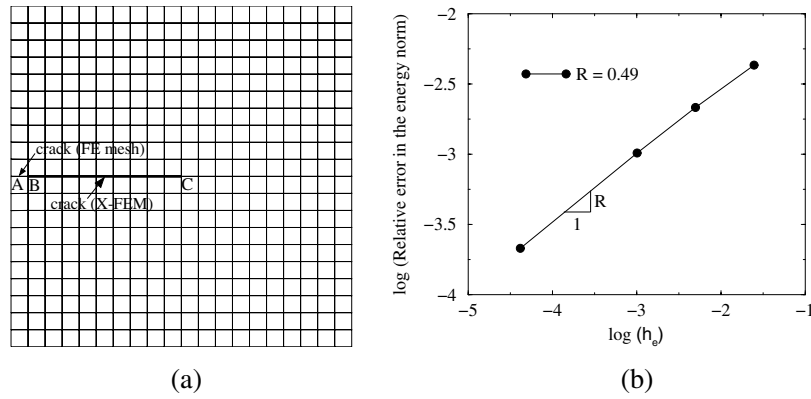 crack (FE mesh)
A B C
crack (X-FEM)
(a)
log (Relative error in the energy norm)
−2
−2.5
−3
−3.5
−4
R = 0.49
R
1
−5 −4 −3 −2 −1
log (hₑ)
(b)